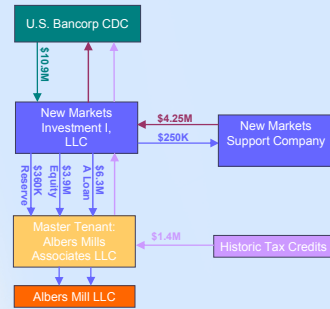 U.S. Bancorp CDC
$10.9M
New Markets
Investment I,
LLC
$4.25M
$250K
New Markets
Support Company
$360K
Reserve
$3.9M
Equity
$6.3M
A Loan
Master Tenant:
Albers Mills
Associates LLC
$1.4M
Historic Tax Credits
Albers Mill LLC